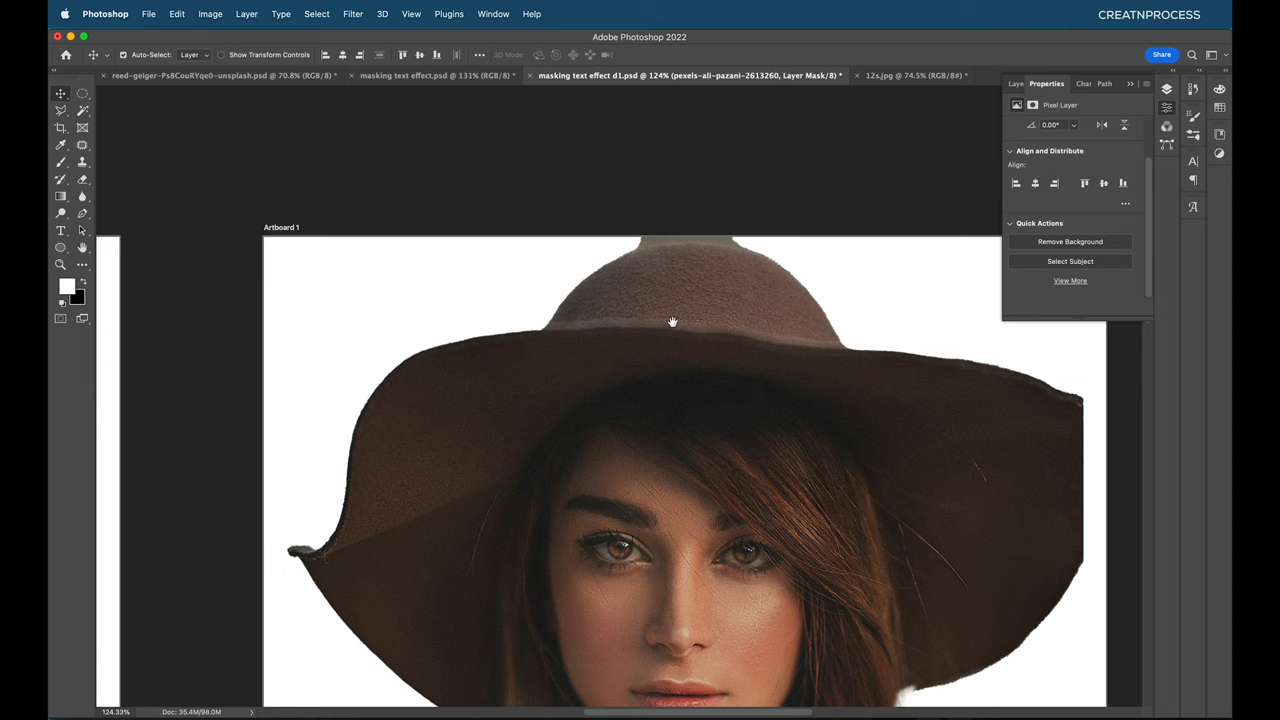 Photoshop File Edit Image Layer Type Select Filter 3D View Plugins Window Help
CREATNPROCESS
Adobe Photoshop 2022
Auto-Select: Layer Show Transform Controls 3D Mode: Share
reed-geiger-Ps8CouRYqe0-unsplash.psd @ 70.8% (RGB/8) * masking text effect.psd @ 131% (RGB/8) * masking text effect d1.psd @ 124% (pexels-ali-pazani-2613260, Layer Mask/8) * 12s.jpg @ 74.5% (RGB/8#) *
Laye Properties Cha Path
Pixel Layer
0.00°
Align and Distribute
Align:
Quick Actions
Remove Background
Select Subject
View More
Artboard 1
124.33% Doc: 35.4M/98.0M